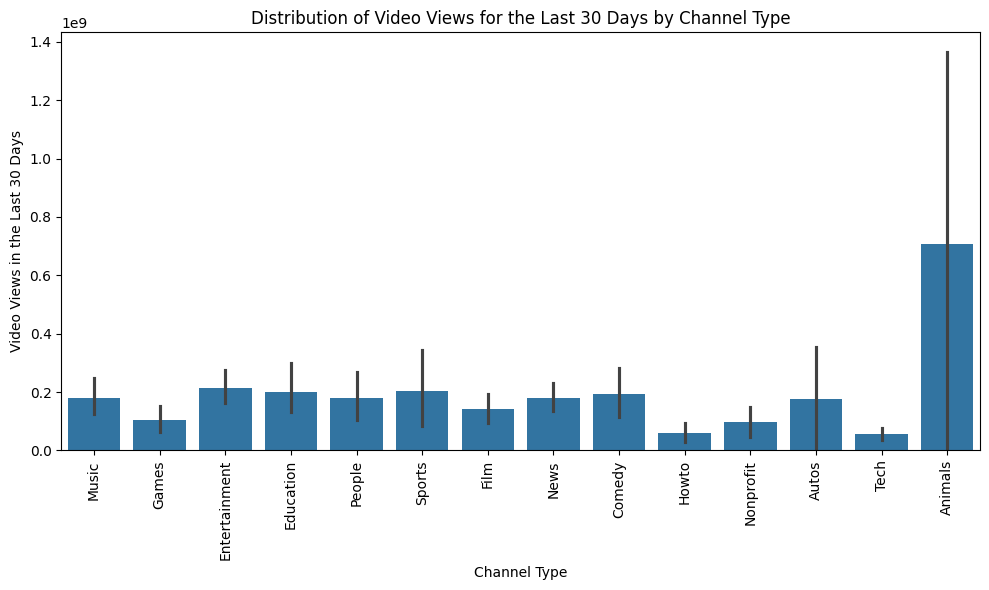 Distribution of Video Views for the Last 30 Days by Channel Type
1e9
Video Views in the Last 30 Days
1.4
1.2
1.0
0.8
0.6
0.4
0.2
0.0
Music
Games
Entertainment
Education
People
Sports
Film
News
Comedy
Howto
Nonprofit
Autos
Tech
Animals
Channel Type